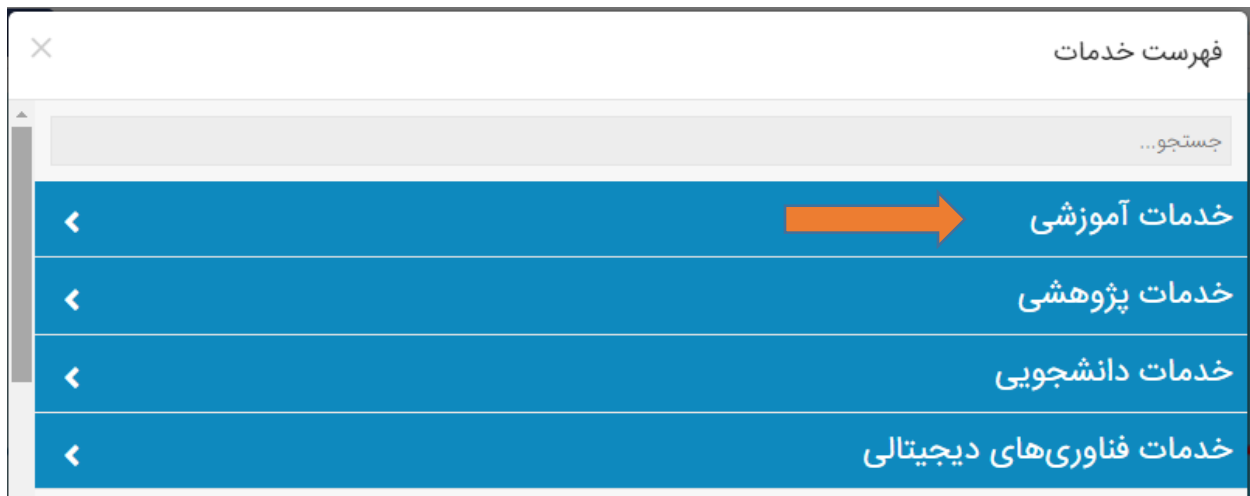 فهرست خدمات
جستجو...
خدمات آموزشی
خدمات پژوهشی
خدمات دانشجویی
خدمات فناوری‌های دیجیتالی